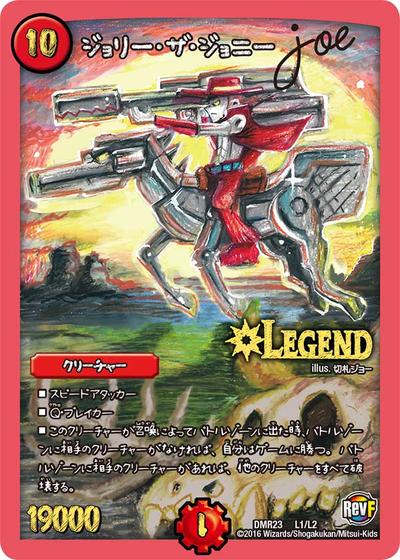 10
ジョリー・ザ・ジョニー
joe
LEGEND
illus. 切札ジョー
クリーチャー
■スピードアタッカー
■Q・ブレイカー
■このクリーチャーが召喚によってバトルゾーンに出た時、バトルゾー
ンに相手のクリーチャーがなければ、自分はゲームに勝つ。バ
トルゾーンに相手のクリーチャーがあれば、他のクリーチャーをすべて破
壊する。
19000
1
RevF
DMR23 L1/L2
©2016 Wizards/Shogakukan/Mitsui-Kids